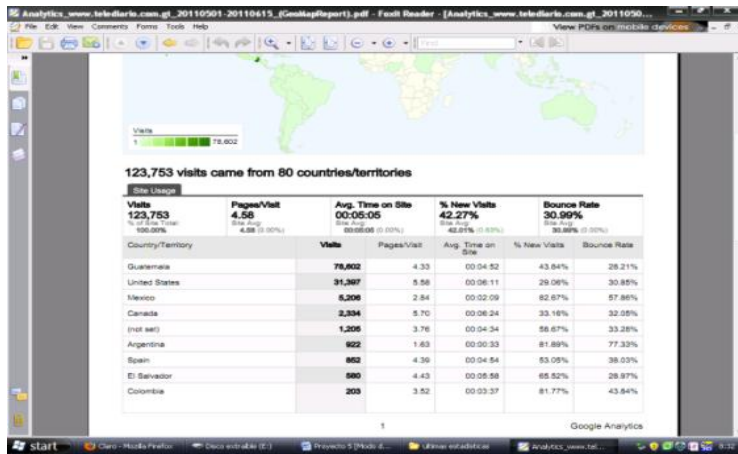 Analytics_www.telediario.com.gt_20110501-20110615_(GeoMapReport).pdf - Foxit Reader - [Analytics_www.telediario.com.gt_2011050...
File Edit View Comments Forms Tools Help View PDFs on mobile devices
Find
Visits
1 78,602
123,753 visits came from 80 countries/territories
Site Usage
Visits Pages/Visit Avg. Time on Site % New Visits Bounce Rate
123,753 4.58 00:05:05 42.27% 30.99%
% of Site Total: Site Avg: Site Avg: Site Avg: Site Avg:
100.00% 4.58 (0.00%) 00:05:05 (0.00%) 42.01% (0.63%) 30.99% (0.00%)
Country/Territory Visits Pages/Visit Avg. Time on Site % New Visits Bounce Rate
Guatemala 78,602 4.33 00:04:52 43.84% 28.21%
United States 31,397 5.58 00:06:11 29.06% 30.85%
Mexico 5,206 2.84 00:02:09 82.67% 57.86%
Canada 2,334 5.70 00:06:24 33.16% 32.05%
(not set) 1,205 3.76 00:04:34 58.67% 33.28%
Argentina 922 1.63 00:00:33 81.89% 77.33%
Spain 852 4.39 00:04:54 53.05% 38.03%
El Salvador 580 4.43 00:05:58 65.52% 28.97%
Colombia 203 3.52 00:03:37 81.77% 43.84%
1 Google Analytics
start Claro - Mozilla Firefox Disco extraíble (E:) Proyecto 5 [Modo d... ultimas estadisticas Analytics_www.tel... 8:32